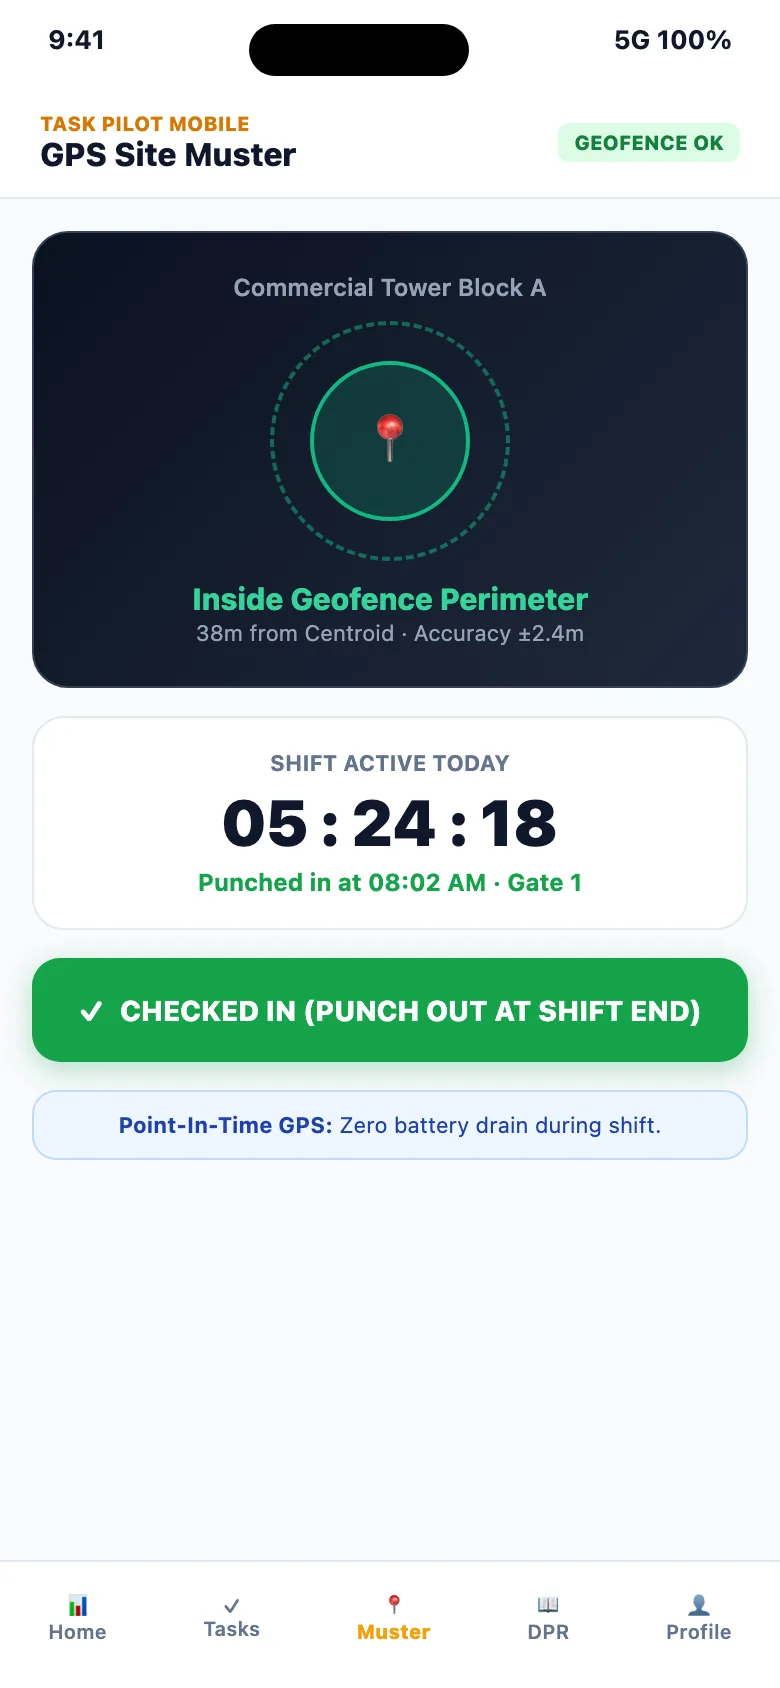 9:41
5G 100%
TASK PILOT MOBILE
GPS Site Muster
GEOFENCE OK
Commercial Tower Block A
Inside Geofence Perimeter
38m from Centroid · Accuracy ±2.4m
SHIFT ACTIVE TODAY
05 : 24 : 18
Punched in at 08:02 AM · Gate 1
✓ CHECKED IN (PUNCH OUT AT SHIFT END)
Point-In-Time GPS: Zero battery drain during shift.
Home
Tasks
Muster
DPR
Profile